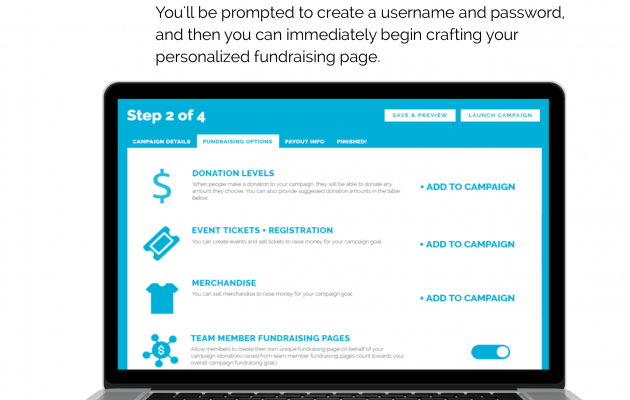 You'll be prompted to create a username and password,
and then you can immediately begin crafting your
personalized fundraising page.
Step 2 of 4
SAVE & PREVIEW
LAUNCH CAMPAIGN
CAMPAIGN DETAILS
FUNDRAISING OPTIONS
PAYOUT INFO
FINISHED!
DONATION LEVELS
When people make a donation to your campaign, they will be able to donate any
amount they choose. You can also provide suggested donation amounts in the table
below.
+ ADD TO CAMPAIGN
EVENT TICKETS + REGISTRATION
You can create events and sell tickets to raise money for your campaign goal.
+ ADD TO CAMPAIGN
MERCHANDISE
You can sell merchandise to raise money for your campaign goal.
+ ADD TO CAMPAIGN
TEAM MEMBER FUNDRAISING PAGES
Allow members to create their own unique fundraising page on behalf of your
campaign (donations raised from team member fundraising pages count towards your
overall campaign fundraising goal.)